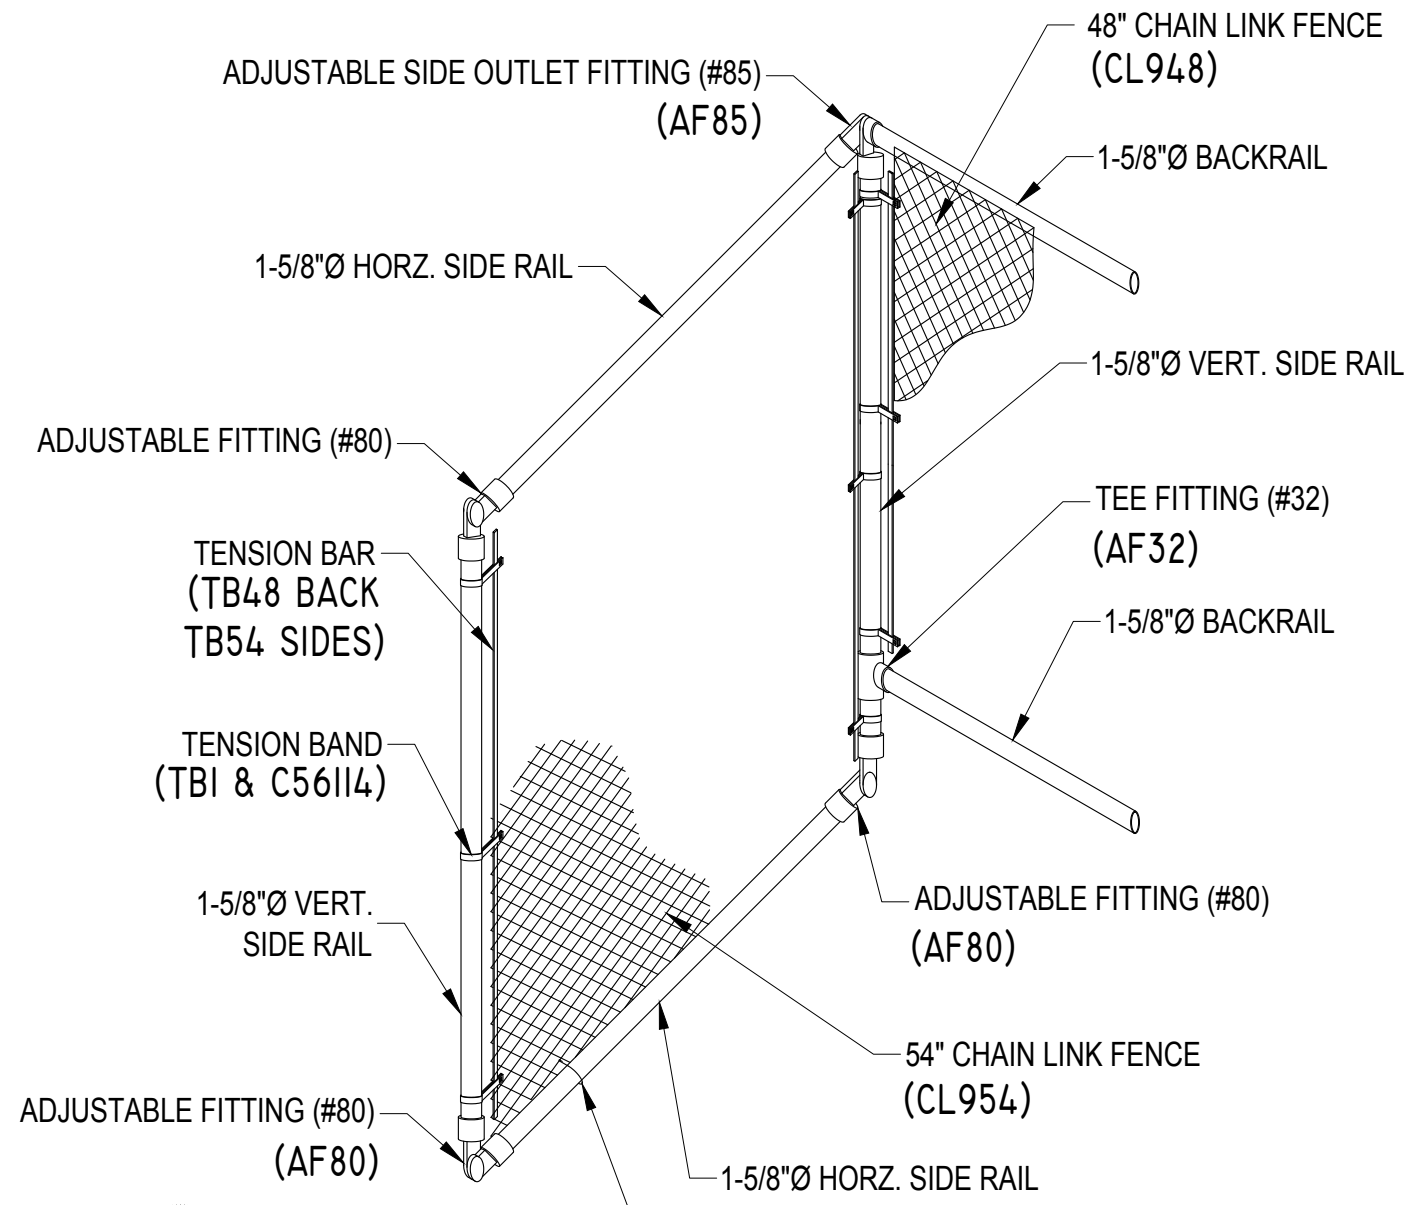 48" CHAIN LINK FENCE
(CL948)
ADJUSTABLE SIDE OUTLET FITTING (#85)
(AF85)
1-5/8"Ø BACKRAIL
1-5/8"Ø HORZ. SIDE RAIL
1-5/8"Ø VERT. SIDE RAIL
ADJUSTABLE FITTING (#80)
TEE FITTING (#32)
(AF32)
TENSION BAR
(TB48 BACK
TB54 SIDES)
1-5/8"Ø BACKRAIL
TENSION BAND
(TB1 & C56114)
1-5/8"Ø VERT.
SIDE RAIL
ADJUSTABLE FITTING (#80)
(AF80)
54" CHAIN LINK FENCE
(CL954)
ADJUSTABLE FITTING (#80)
(AF80)
1-5/8"Ø HORZ. SIDE RAIL